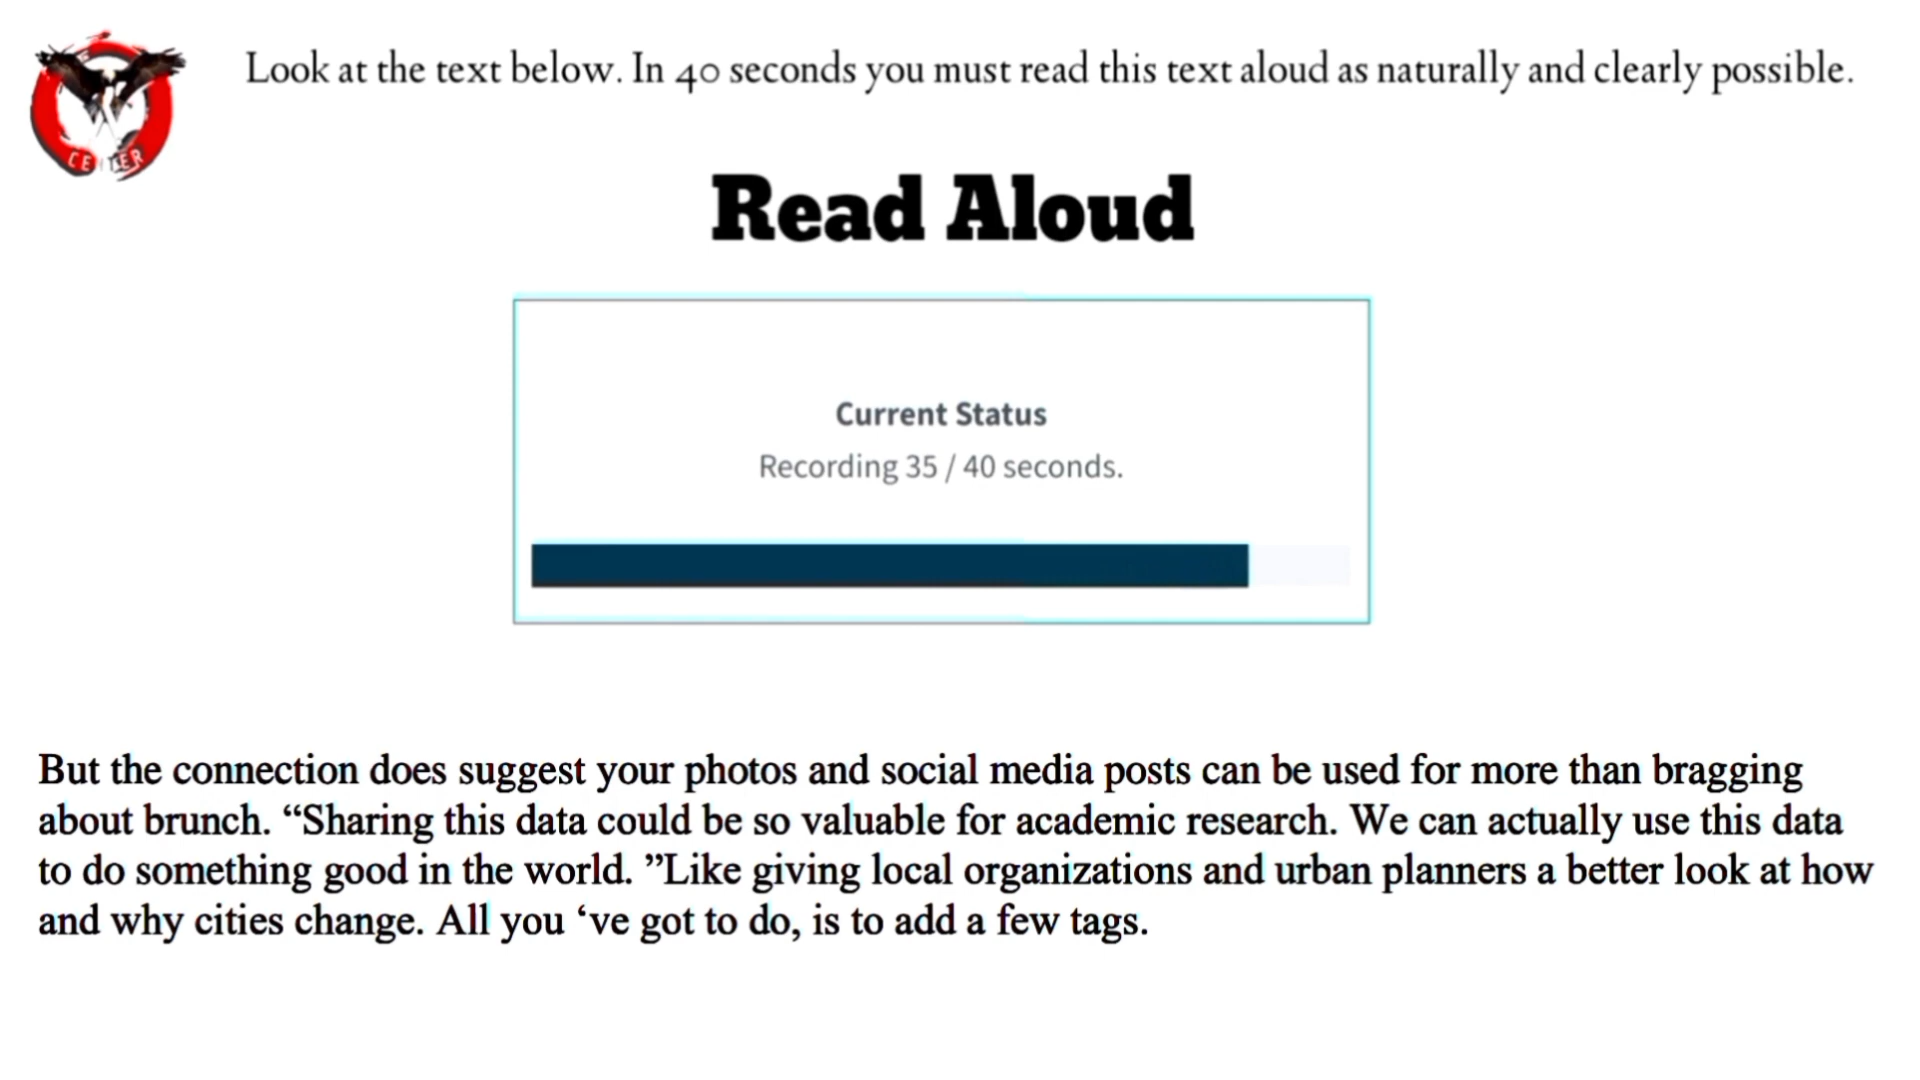 Look at the text below. In 40 seconds you must read this text aloud as naturally and clearly possible.
CENTER
Read Aloud
Current Status
Recording 35 / 40 seconds.
But the connection does suggest your photos and social media posts can be used for more than bragging
about brunch. “Sharing this data could be so valuable for academic research. We can actually use this data
to do something good in the world. ”Like giving local organizations and urban planners a better look at how
and why cities change. All you ‘ve got to do, is to add a few tags.